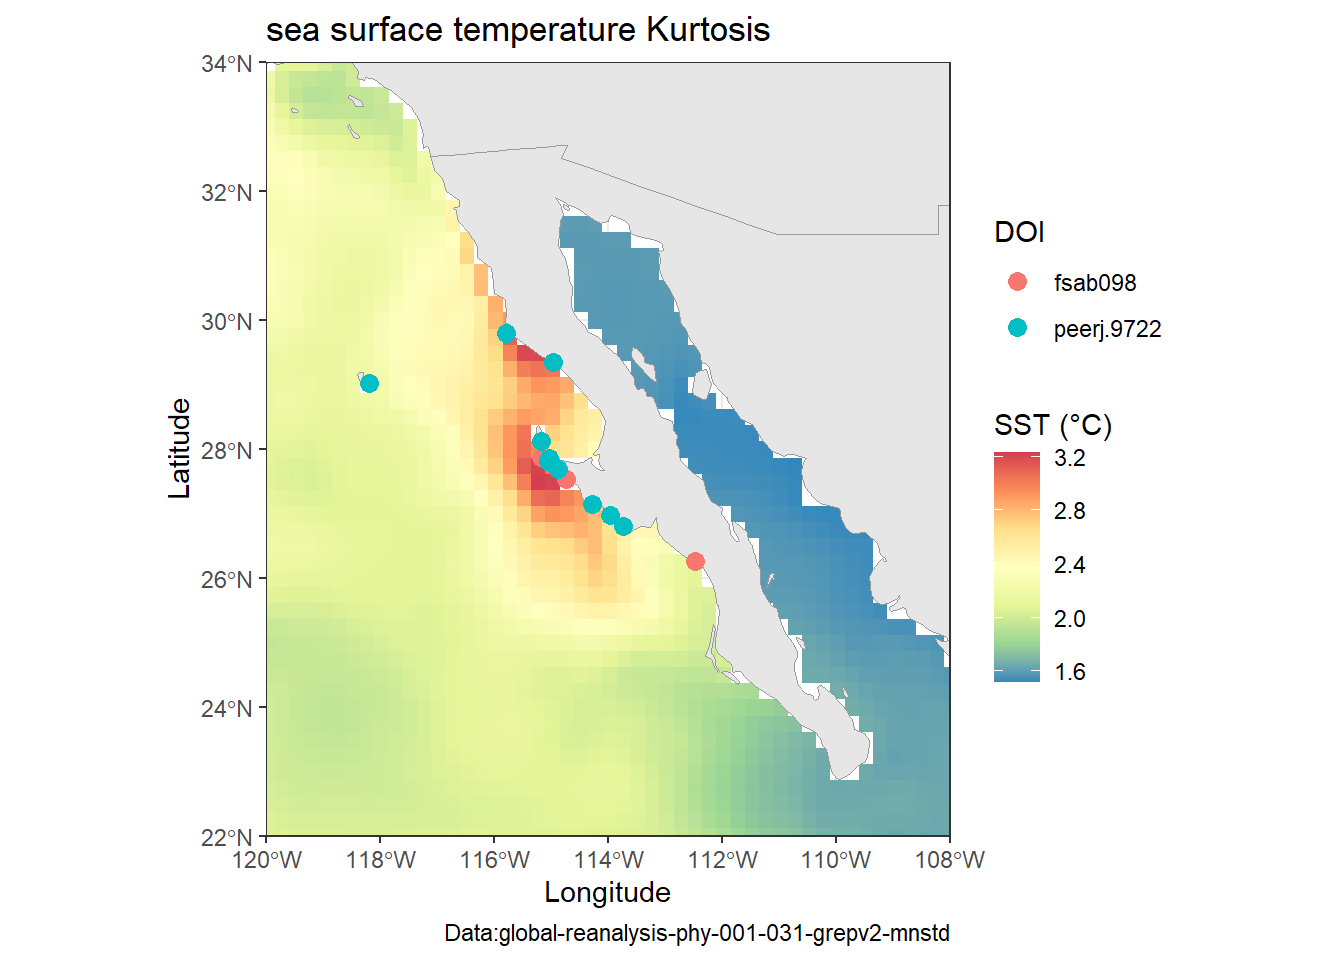 sea surface temperature Kurtosis
34°N
32°N
30°N
28°N
26°N
24°N
22°N
Latitude
120°W 118°W 116°W 114°W 112°W 110°W 108°W
Longitude
Data:global-reanalysis-phy-001-031-grepv2-mnstd
DOI
fsab098
peerj.9722
SST (°C)
3.2
2.8
2.4
2.0
1.6